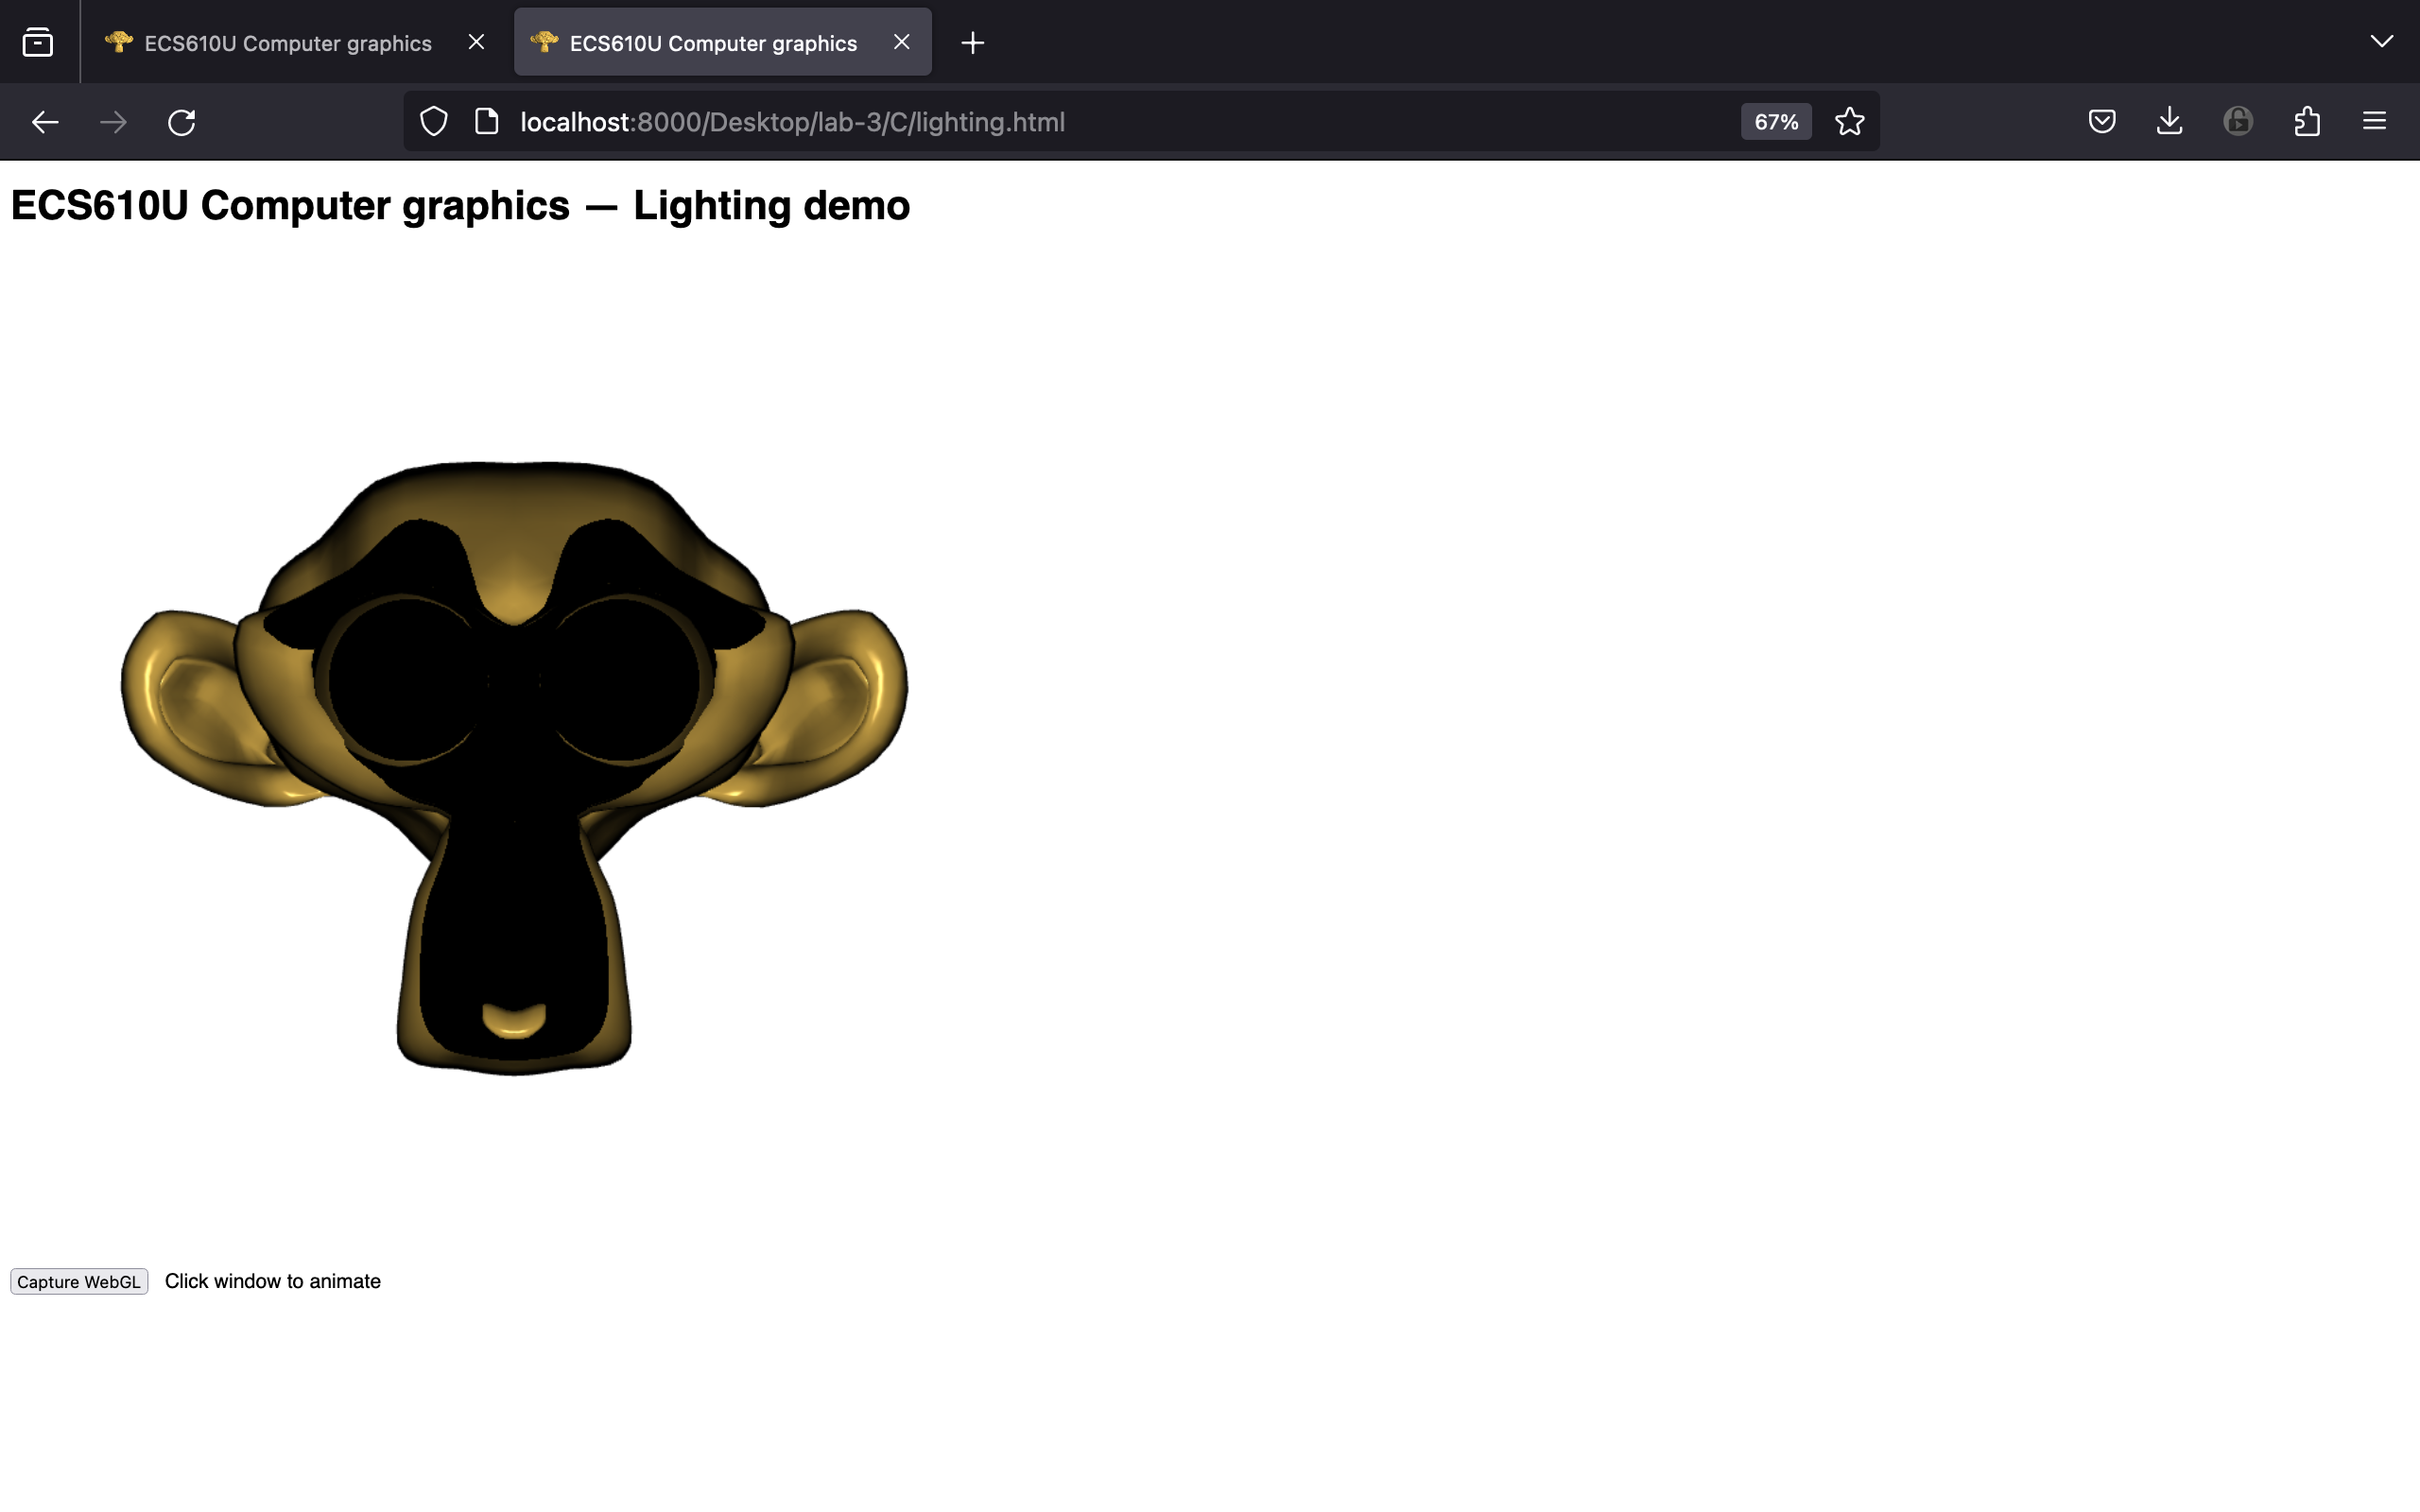 ECS610U Computer graphics
ECS610U Computer graphics
localhost:8000/Desktop/lab-3/C/lighting.html
67%
ECS610U Computer graphics — Lighting demo
Capture WebGL
Click window to animate